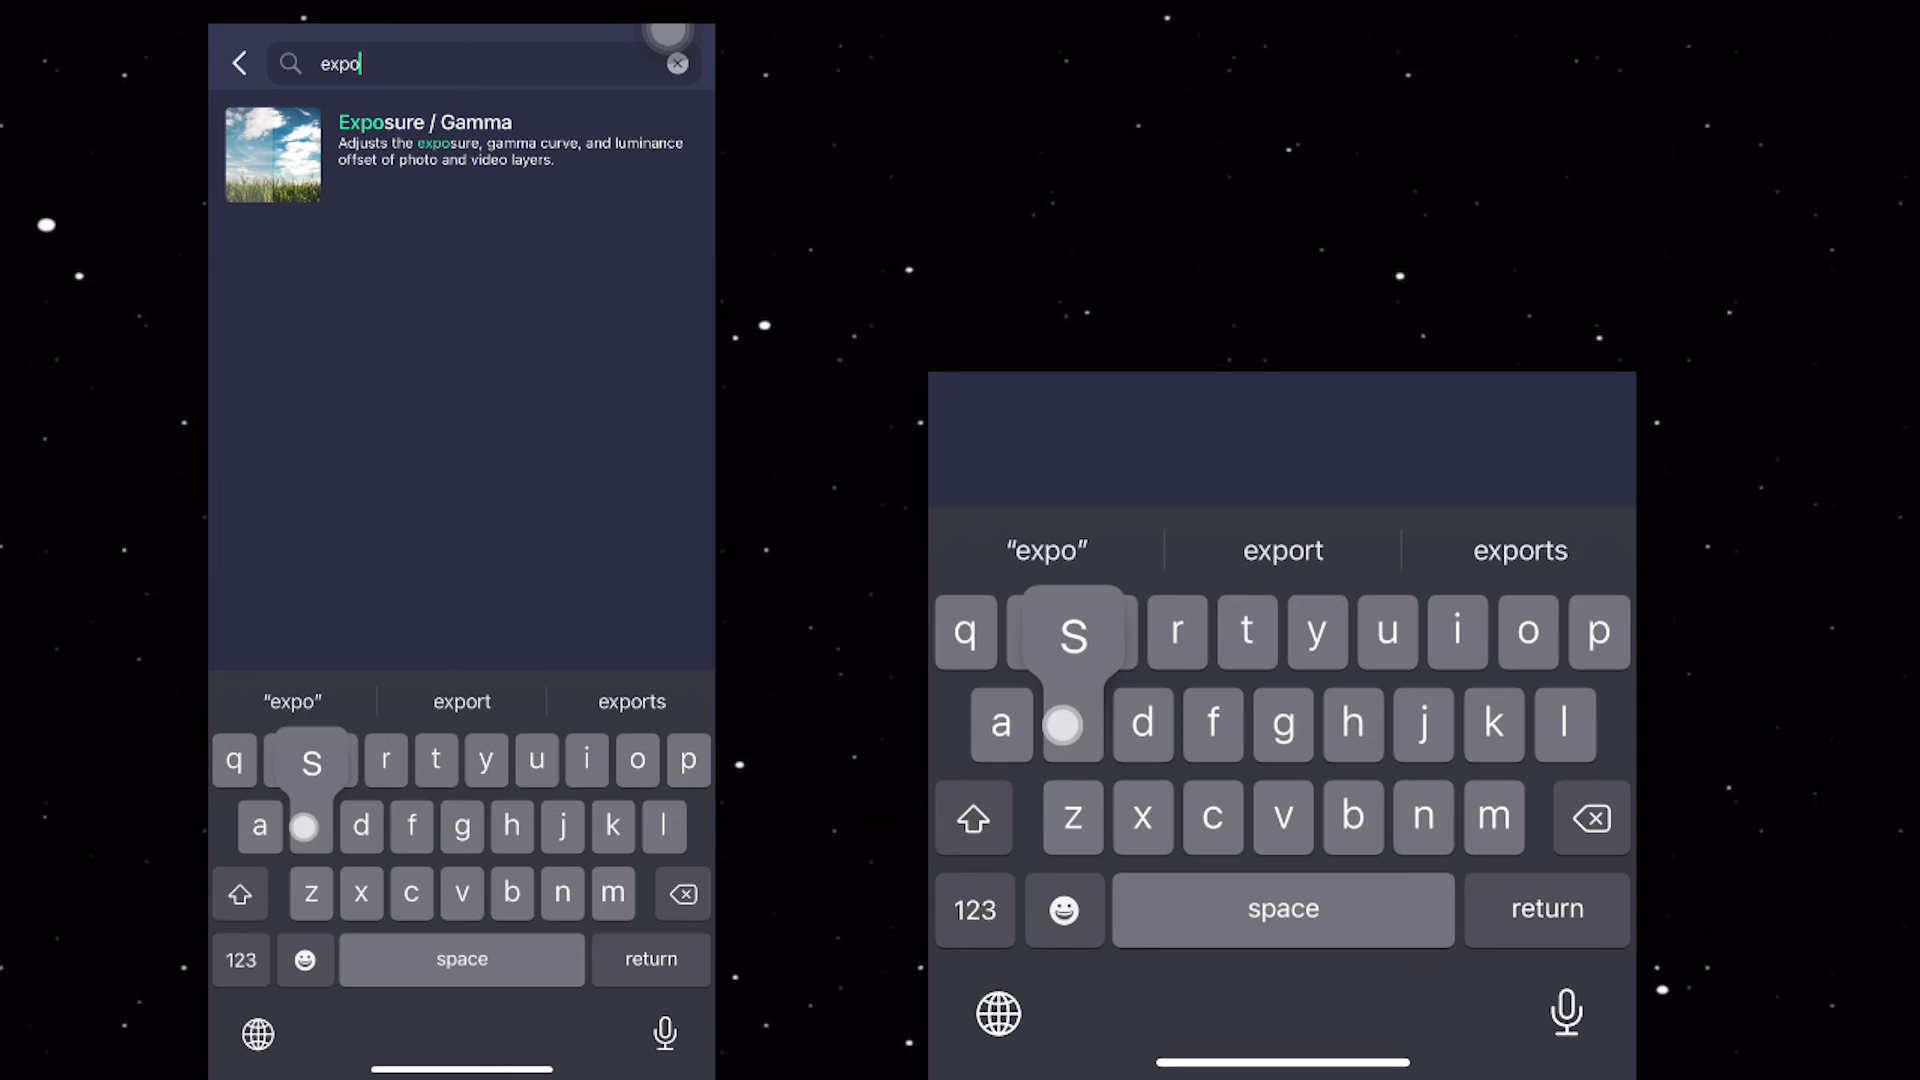 expo
Exposure / Gamma
Adjusts the exposure, gamma curve, and luminance
offset of photo and video layers.
“expo” export exports
q s r t y u i o p
a d f g h j k l
z x c v b n m
123 space return
“expo” export exports
q s r t y u i o p
a d f g h j k l
z x c v b n m
123 space return